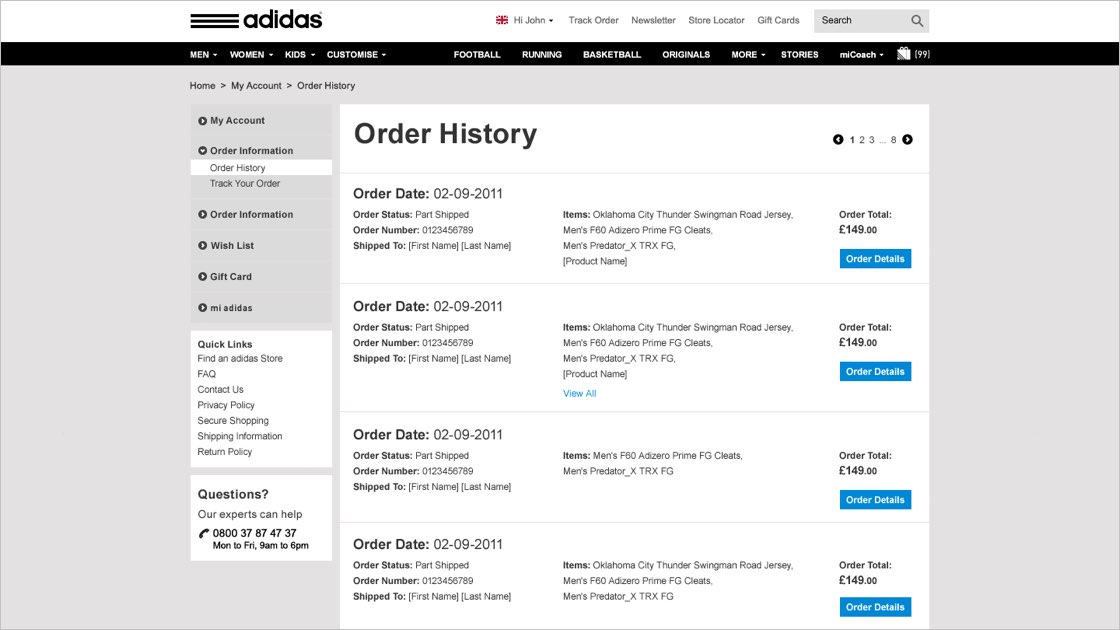 adidas
Hi John
Track Order
Newsletter
Store Locator
Gift Cards
Search
MEN
WOMEN
KIDS
CUSTOMISE
FOOTBALL
RUNNING
BASKETBALL
ORIGINALS
MORE
STORIES
miCoach
(99)
Home > My Account > Order History
My Account
Order Information
Order History
Track Your Order
Order Information
Wish List
Gift Card
mi adidas
Quick Links
Find an adidas Store
FAQ
Contact Us
Privacy Policy
Secure Shopping
Shipping Information
Return Policy
Questions?
Our experts can help
0800 37 87 47 37
Mon to Fri, 9am to 6pm
Order History
1 2 3 ... 8
Order Date: 02-09-2011
Order Status: Part Shipped
Order Number: 0123456789
Shipped To: [First Name] [Last Name]
Items: Oklahoma City Thunder Swingman Road Jersey,
Men's F60 Adizero Prime FG Cleats,
Men's Predator_X TRX FG,
[Product Name]
Order Total:
£149.00
Order Details
Order Date: 02-09-2011
Order Status: Part Shipped
Order Number: 0123456789
Shipped To: [First Name] [Last Name]
Items: Oklahoma City Thunder Swingman Road Jersey,
Men's F60 Adizero Prime FG Cleats,
Men's Predator_X TRX FG,
[Product Name]
View All
Order Total:
£149.00
Order Details
Order Date: 02-09-2011
Order Status: Part Shipped
Order Number: 0123456789
Shipped To: [First Name] [Last Name]
Items: Men's F60 Adizero Prime FG Cleats,
Men's Predator_X TRX FG
Order Total:
£149.00
Order Details
Order Date: 02-09-2011
Order Status: Part Shipped
Order Number: 0123456789
Shipped To: [First Name] [Last Name]
Items: Oklahoma City Thunder Swingman Road Jersey,
Men's F60 Adizero Prime FG Cleats,
Men's Predator_X TRX FG
Order Total:
£149.00
Order Details